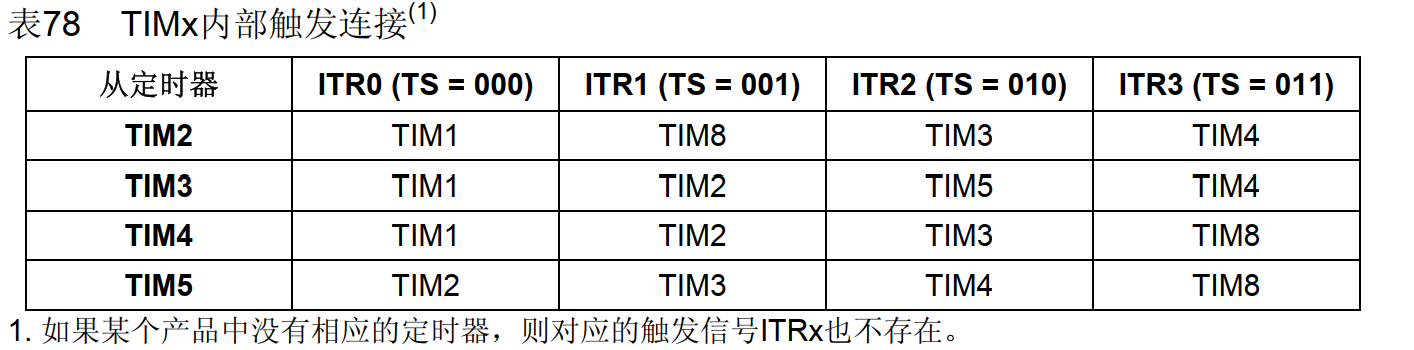 表78 TIMx内部触发连接(1)
从定时器 ITR0 (TS = 000) ITR1 (TS = 001) ITR2 (TS = 010) ITR3 (TS = 011)
TIM2 TIM1 TIM8 TIM3 TIM4
TIM3 TIM1 TIM2 TIM5 TIM4
TIM4 TIM1 TIM2 TIM3 TIM8
TIM5 TIM2 TIM3 TIM4 TIM8
1. 如果某个产品中没有相应的定时器，则对应的触发信号ITRx也不存在。